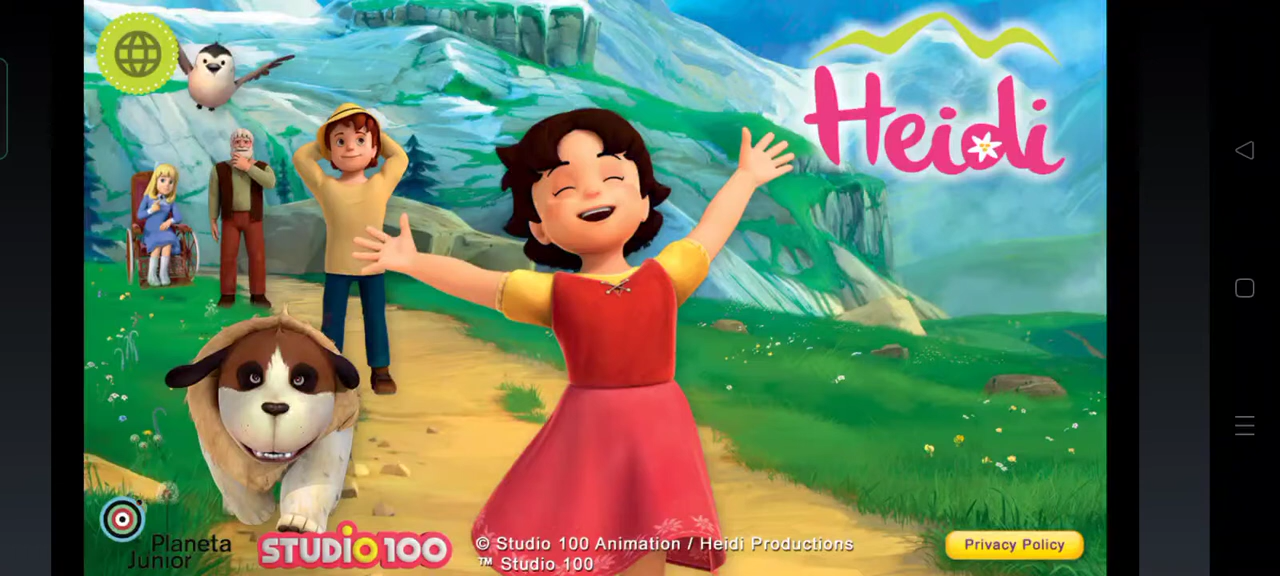 Heidi
Planeta
Junior
STUDIO 100
© Studio 100 Animation / Heidi Productions
™ Studio 100
Privacy Policy